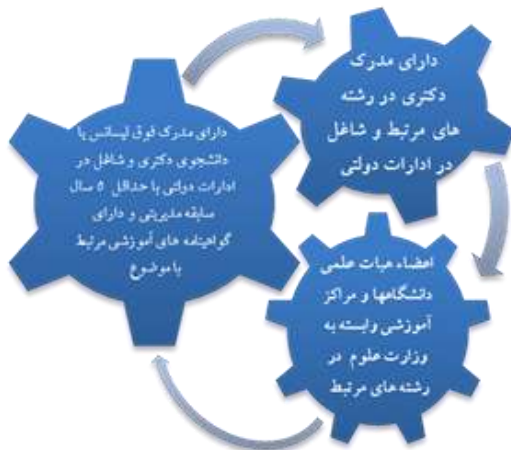 دارای مدرک
دکتری در رشته
های مرتبط و شاغل
در ادارات دولتی
دارای مدرک فوق لیسانس یا
دانشجوی دکتری و شاغل در
ادارات دولتی با حداقل ۵ سال
سابقه مدیریتی و دارای
گواهینامه های آموزشی مرتبط
با موضوع
اعضاء هیات علمی
دانشگاهها و مراکز
آموزشی وابسته به
وزارت علوم در
رشته های مرتبط